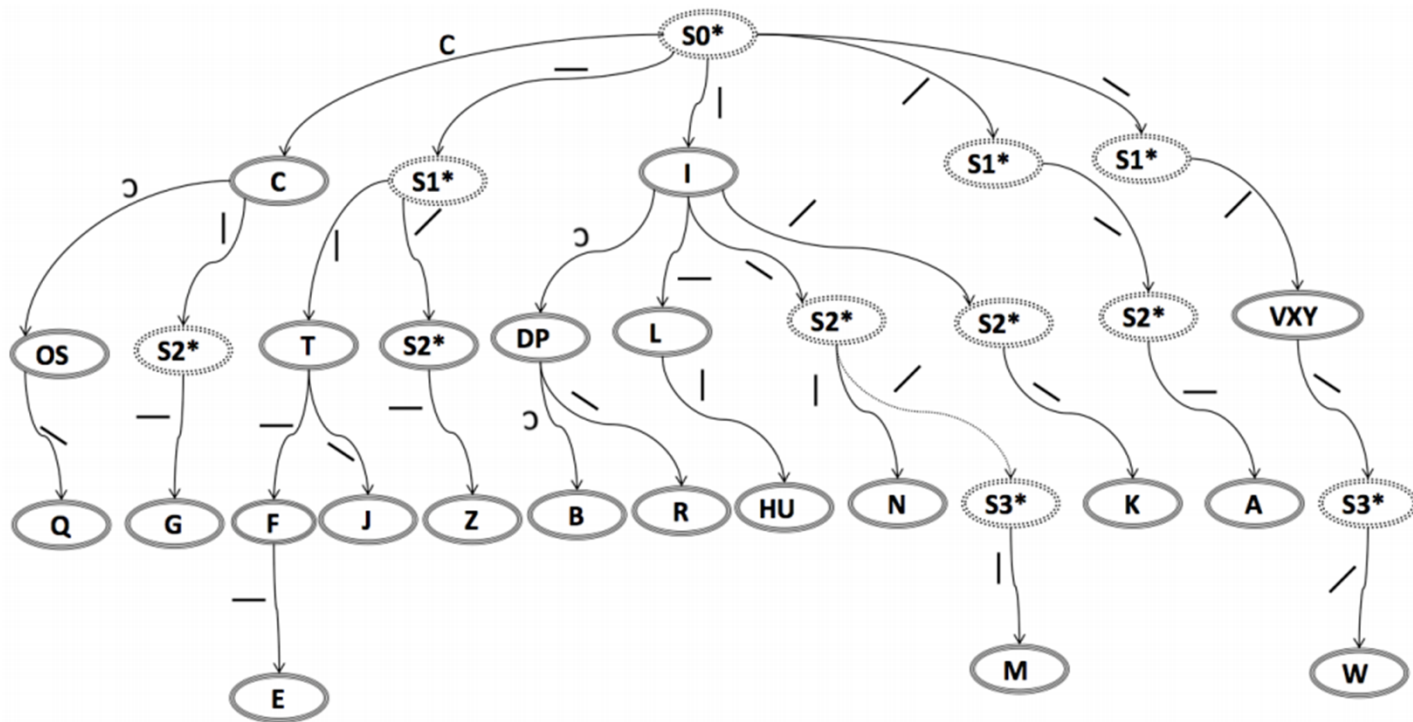 S0*
C — | / \
C S1* I S1* S1*
Ɔ | | / Ɔ — \ / \ /
OS S2* T S2* DP L S2* S2* S2* VXY
\ — — \ — Ɔ \ | | / \ — \
Q G F J Z B R HU N S3* K A S3*
— | /
E M W